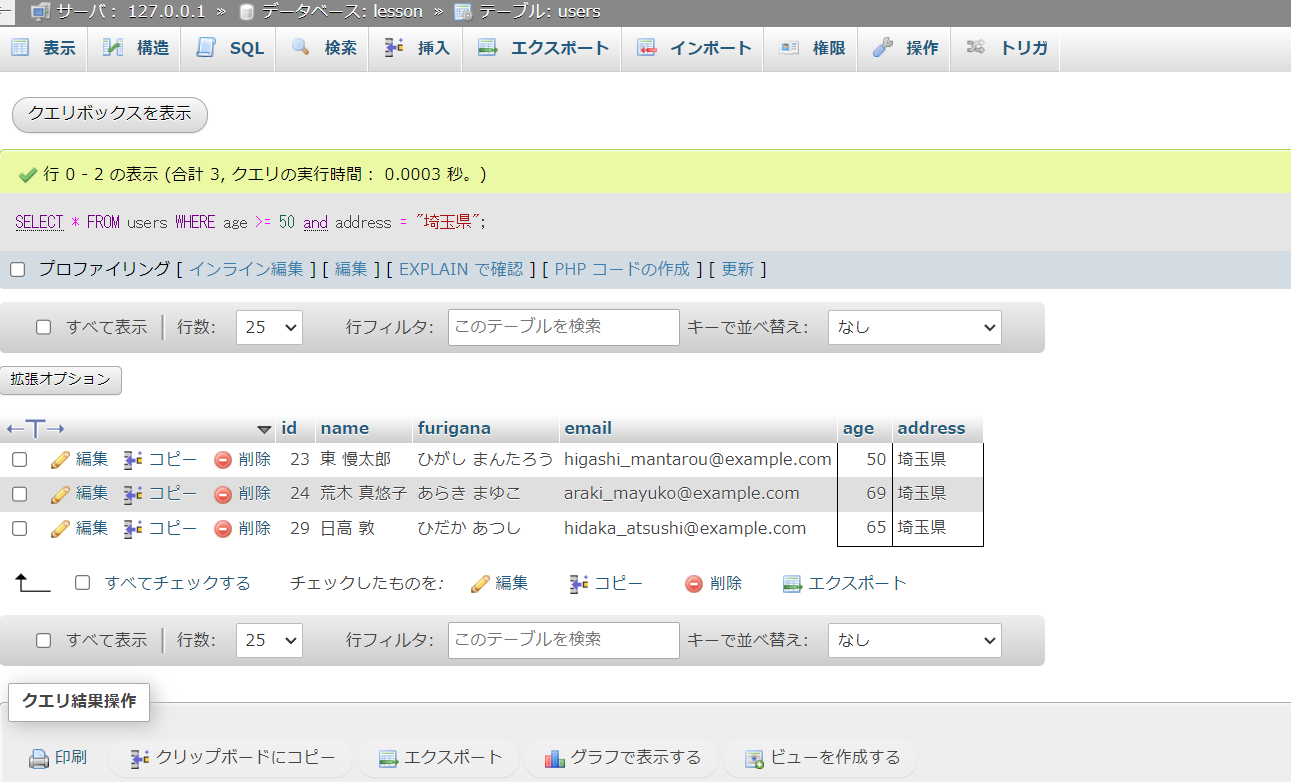 サーバ： 127.0.0.1 » データベース: lesson » テーブル: users
表示 構造 SQL 検索 挿入 エクスポート インポート 権限 操作 トリガ
クエリボックスを表示
行 0 - 2 の表示 (合計 3, クエリの実行時間： 0.0003 秒。)
SELECT * FROM users WHERE age >= 50 and address = "埼玉県";
プロファイリング [ インライン編集 ] [ 編集 ] [ EXPLAIN で確認 ] [ PHP コードの作成 ] [ 更新 ]
すべて表示 行数: 25 行フィルタ: このテーブルを検索 キーで並べ替え: なし
拡張オプション
←T→ id name furigana email age address
編集 コピー 削除 23 東 慢太郎 ひがし まんたろう higashi_mantarou@example.com 50 埼玉県
編集 コピー 削除 24 荒木 真悠子 あらき まゆこ araki_mayuko@example.com 69 埼玉県
編集 コピー 削除 29 日高 敦 ひだか あつし hidaka_atsushi@example.com 65 埼玉県
すべてチェックする チェックしたものを: 編集 コピー 削除 エクスポート
すべて表示 行数: 25 行フィルタ: このテーブルを検索 キーで並べ替え: なし
クエリ結果操作
印刷 クリップボードにコピー エクスポート グラフで表示する ビューを作成する